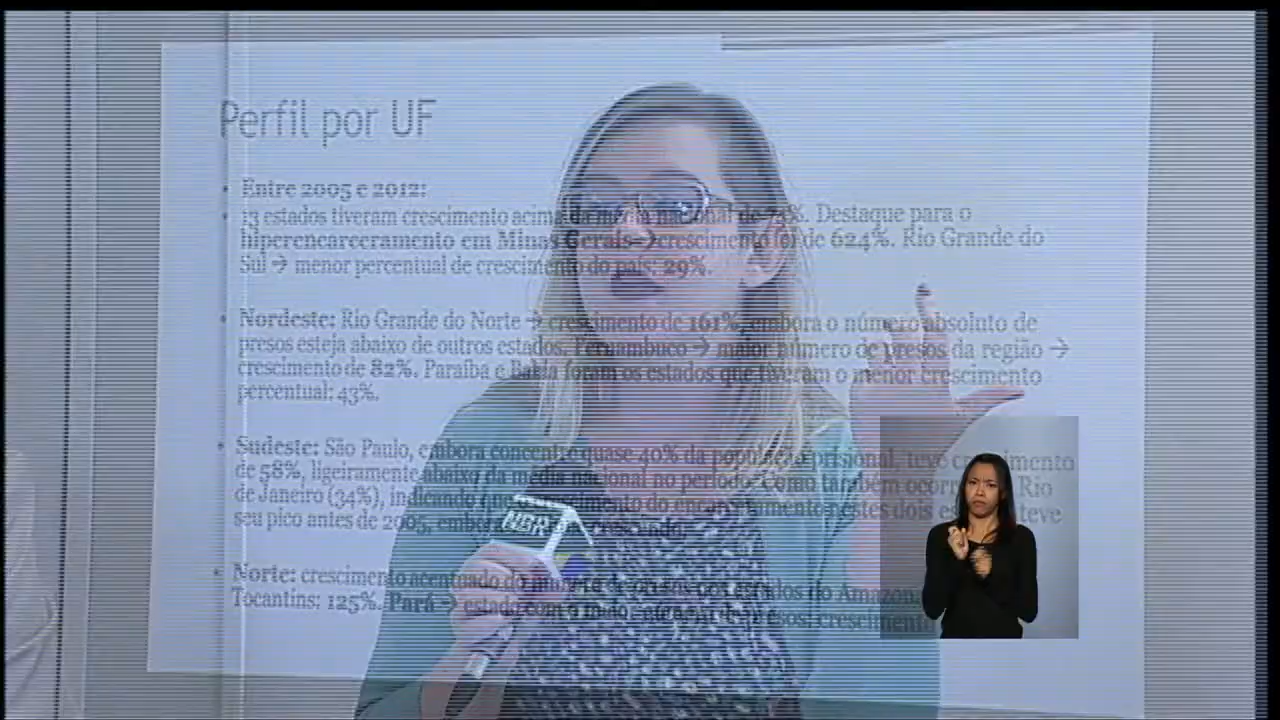 Perfil por UF
• Entre 2005 e 2012:
• 13 estados tiveram crescimento acima da média nacional de 74%. Destaque para o
hiperencarceramento em Minas Gerais → crescimento foi de 624%. Rio Grande do
Sul → menor percentual de crescimento do país: 29%.
• Nordeste: Rio Grande do Norte → crescimento de 161%, embora o número absoluto de
presos esteja abaixo de outros estados. Pernambuco → maior número de presos da região →
crescimento de 82%. Paraíba e Bahia foram os estados que tiveram o menor crescimento
percentual: 43%.
• Sudeste: São Paulo, embora concentre quase 40% da população prisional, teve crescimento
de 58%, ligeiramente abaixo da média nacional no período, como também ocorre Rio
de Janeiro (34%), indicando que crescimento do encarceramento nestes dois teve
seu pico antes de 2005, embora crescendo.
• Norte: crescimento acentuado do número de presos nos estados do Amazon
Tocantins: 125%. Pará → estado com o maior de presos: crescimento
NBR